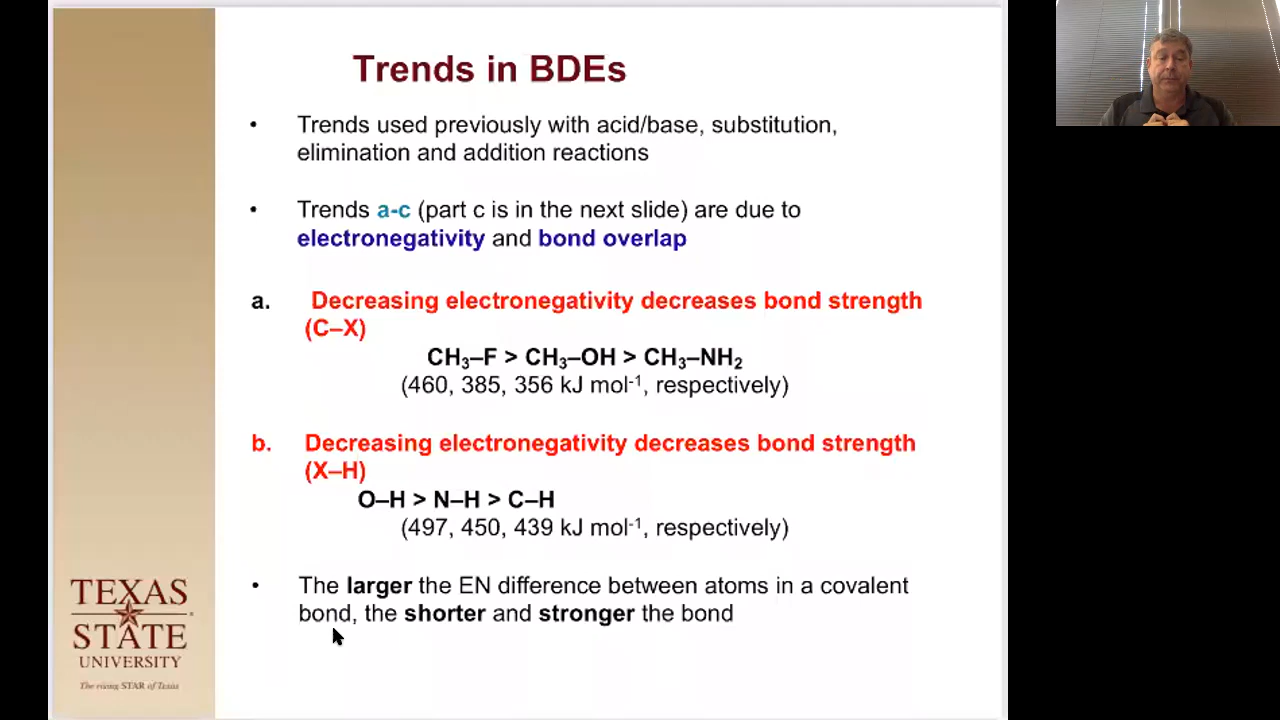 Trends in BDEs
• Trends used previously with acid/base, substitution,
elimination and addition reactions
• Trends a-c (part c is in the next slide) are due to
electronegativity and bond overlap
a. Decreasing electronegativity decreases bond strength
(C–X)
CH₃–F > CH₃–OH > CH₃–NH₂
(460, 385, 356 kJ mol⁻¹, respectively)
b. Decreasing electronegativity decreases bond strength
(X–H)
O–H > N–H > C–H
(497, 450, 439 kJ mol⁻¹, respectively)
• The larger the EN difference between atoms in a covalent
bond, the shorter and stronger the bond
TEXAS
STATE
UNIVERSITY
The rising STAR of Texas